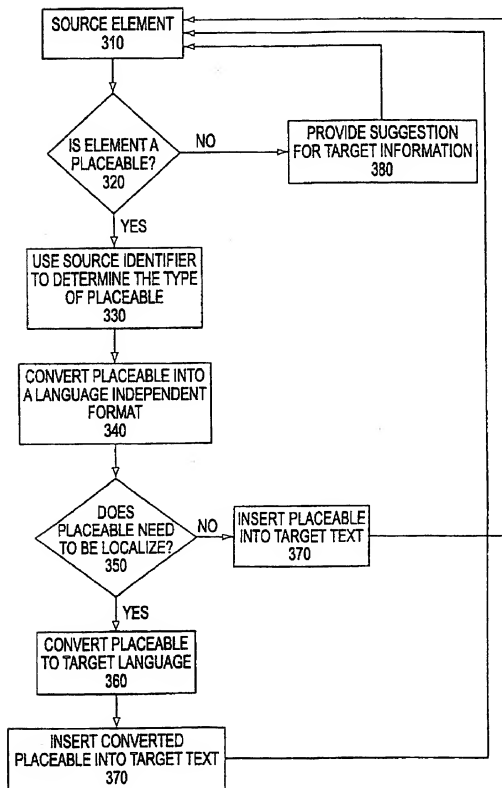 SOURCE ELEMENT
310
IS ELEMENT A
PLACEABLE?
320
NO
PROVIDE SUGGESTION
FOR TARGET INFORMATION
380
YES
USE SOURCE IDENTIFIER
TO DETERMINE THE TYPE
OF PLACEABLE
330
CONVERT PLACEABLE INTO
A LANGUAGE INDEPENDENT
FORMAT
340
DOES
PLACEABLE NEED
TO BE LOCALIZE?
350
NO
INSERT PLACEABLE
INTO TARGET TEXT
370
YES
CONVERT PLACEABLE
TO TARGET LANGUAGE
360
INSERT CONVERTED
PLACEABLE INTO TARGET TEXT
370